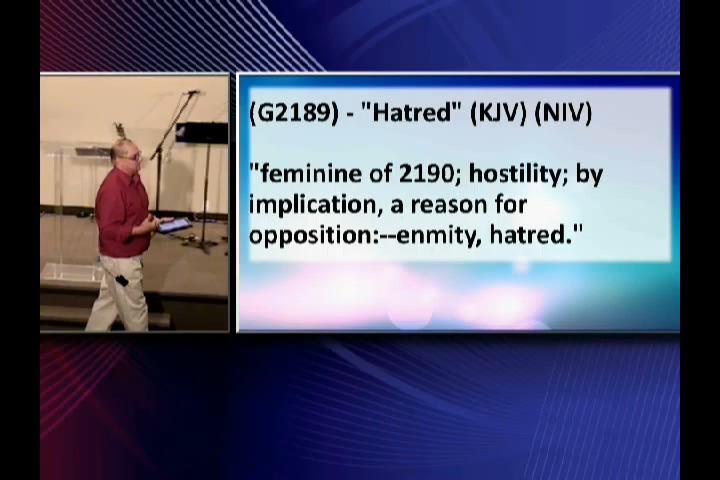 (G2189) - "Hatred" (KJV) (NIV)
"feminine of 2190; hostility; by
implication, a reason for
opposition:--enmity, hatred."